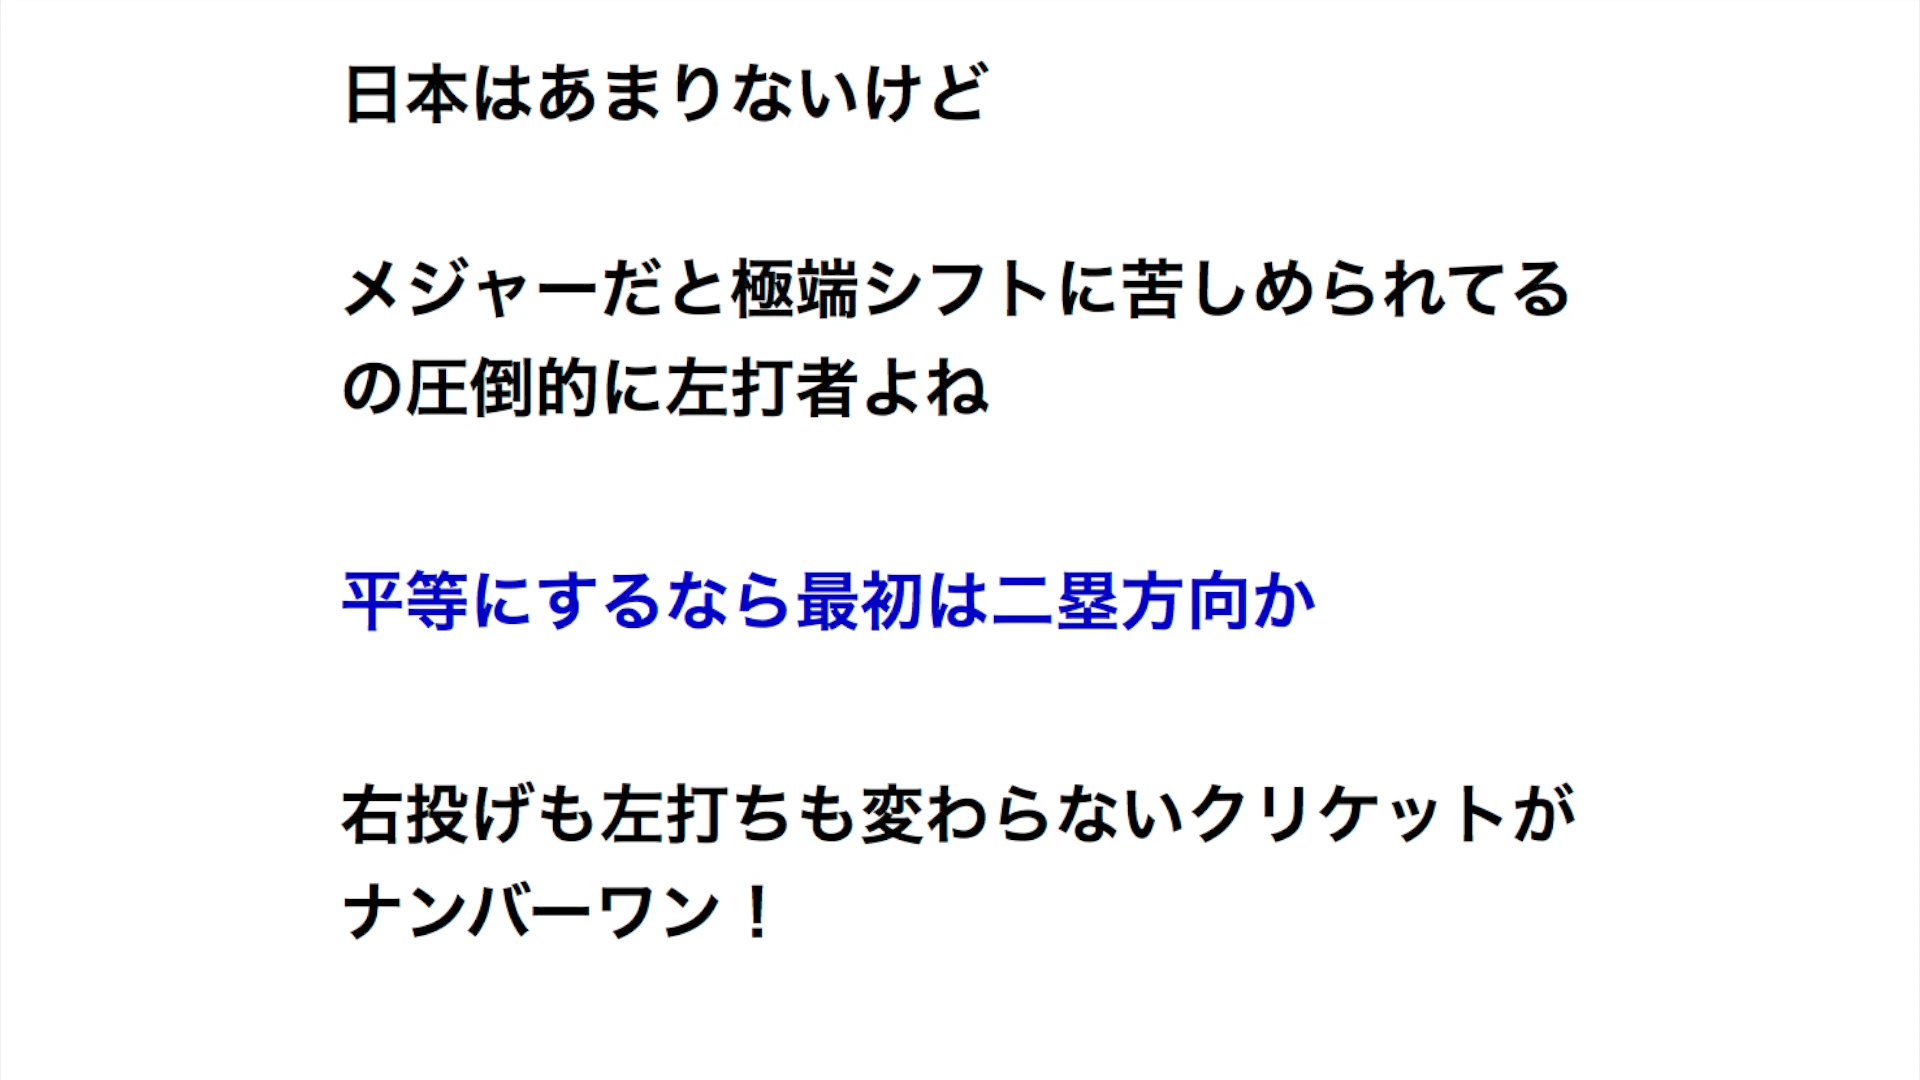 日本はあまりないけど
メジャーだと極端シフトに苦しめられてる
の圧倒的に左打者よね
平等にするなら最初は二塁方向か
右投げも左打ちも変わらないクリケットが
ナンバーワン！